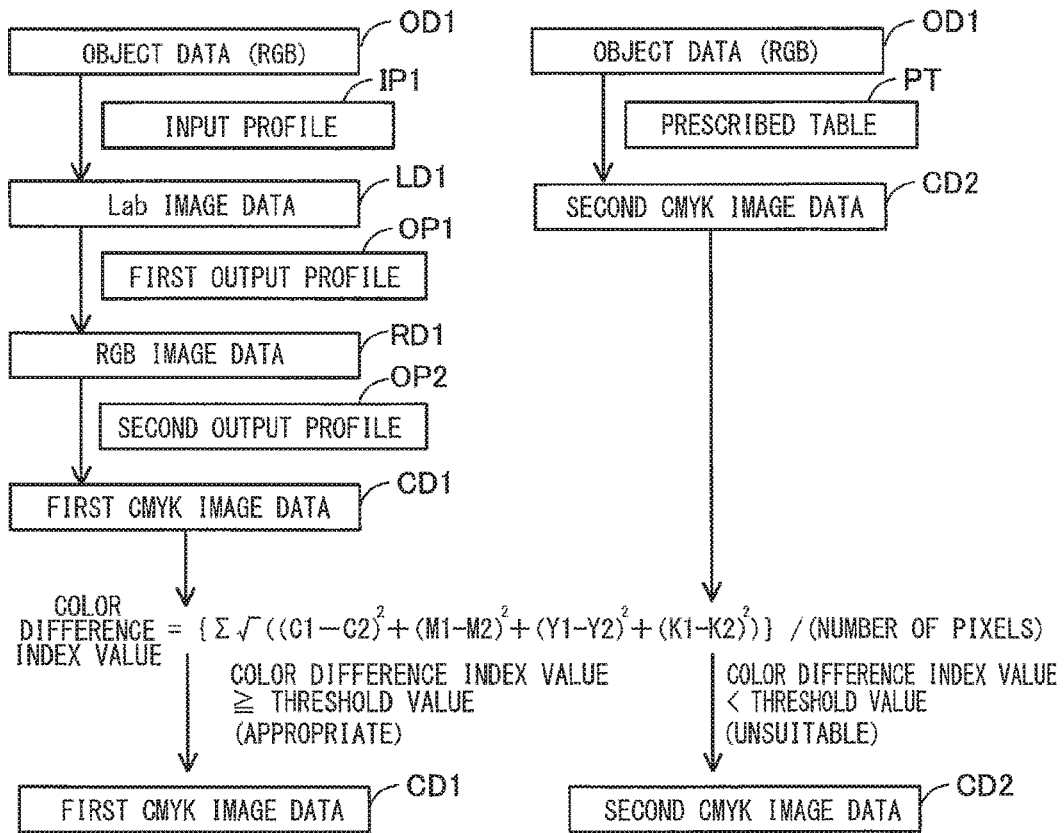 OD1
OBJECT DATA (RGB)
IP1
INPUT PROFILE
LD1
Lab IMAGE DATA
OP1
FIRST OUTPUT PROFILE
RD1
RGB IMAGE DATA
OP2
SECOND OUTPUT PROFILE
CD1
FIRST CMYK IMAGE DATA
OD1
OBJECT DATA (RGB)
PT
PRESCRIBED TABLE
CD2
SECOND CMYK IMAGE DATA
COLOR
DIFFERENCE
INDEX VALUE
= {Σ√((C1−C2)²+(M1−M2)²+(Y1−Y2)²+(K1−K2)²)} /(NUMBER OF PIXELS)
COLOR DIFFERENCE INDEX VALUE
≧ THRESHOLD VALUE
(APPROPRIATE)
COLOR DIFFERENCE INDEX VALUE
< THRESHOLD VALUE
(UNSUITABLE)
CD1
FIRST CMYK IMAGE DATA
CD2
SECOND CMYK IMAGE DATA